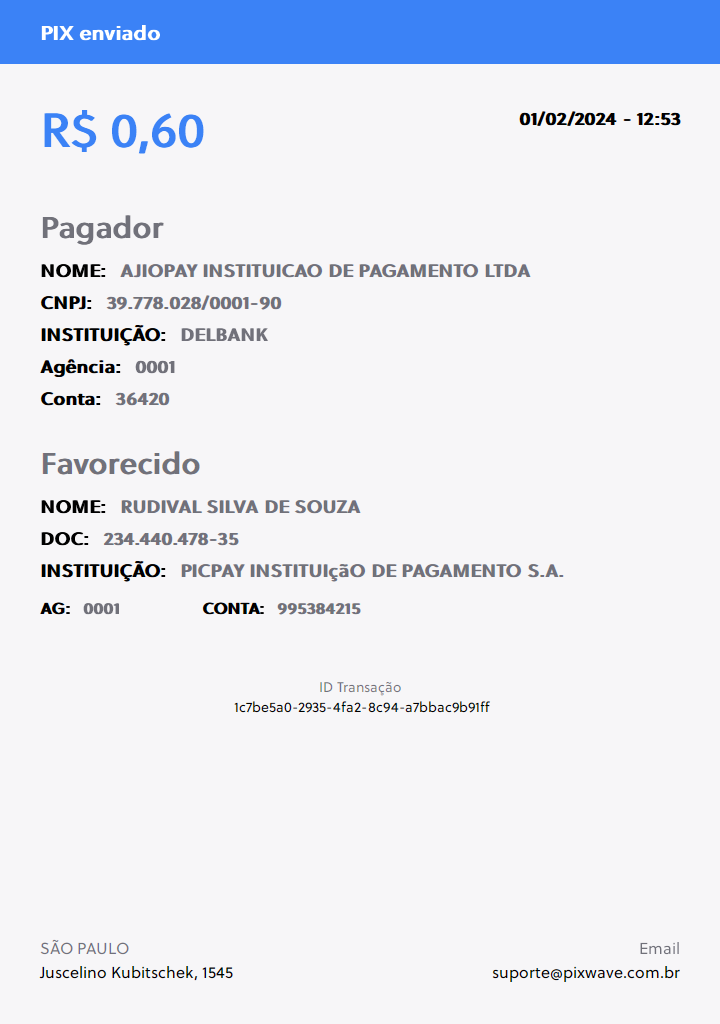 PIX enviado
R$ 0,60
01/02/2024 - 12:53
Pagador
NOME: AJIOPAY INSTITUICAO DE PAGAMENTO LTDA
CNPJ: 39.778.028/0001-90
INSTITUIÇÃO: DELBANK
Agência: 0001
Conta: 36420
Favorecido
NOME: RUDIVAL SILVA DE SOUZA
DOC: 234.440.478-35
INSTITUIÇÃO: PICPAY INSTITUIçãO DE PAGAMENTO S.A.
AG: 0001 CONTA: 995384215
ID Transação
1c7be5a0-2935-4fa2-8c94-a7bbac9b91ff
SÃO PAULO
Juscelino Kubitschek, 1545
Email
suporte@pixwave.com.br